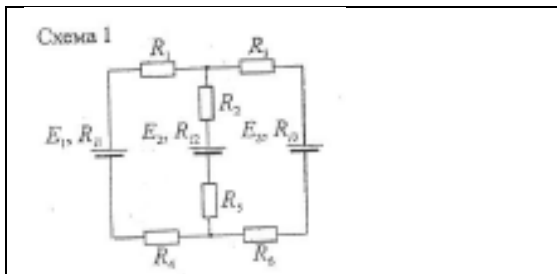 Схема 1
R₁ R₃
R₂
E₁, Rᵢ₁ E₂, Rᵢ₂ E₃, Rᵢ₃
R₅
R₄ R₆